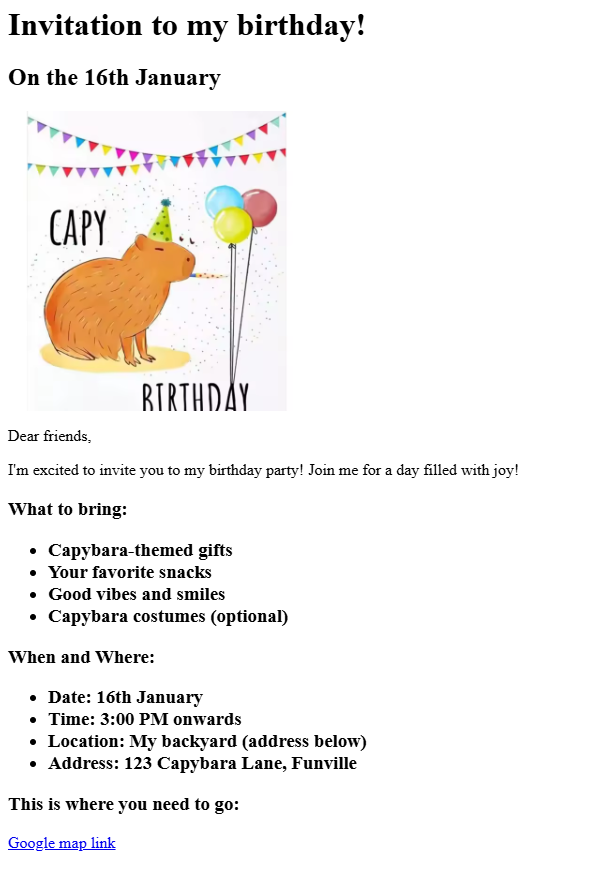 Invitation to my birthday!
On the 16th January
CAPY
BIRTHDAY
Dear friends,
I'm excited to invite you to my birthday party! Join me for a day filled with joy!
What to bring:
Capybara-themed gifts
Your favorite snacks
Good vibes and smiles
Capybara costumes (optional)
When and Where:
Date: 16th January
Time: 3:00 PM onwards
Location: My backyard (address below)
Address: 123 Capybara Lane, Funville
This is where you need to go:
Google map link